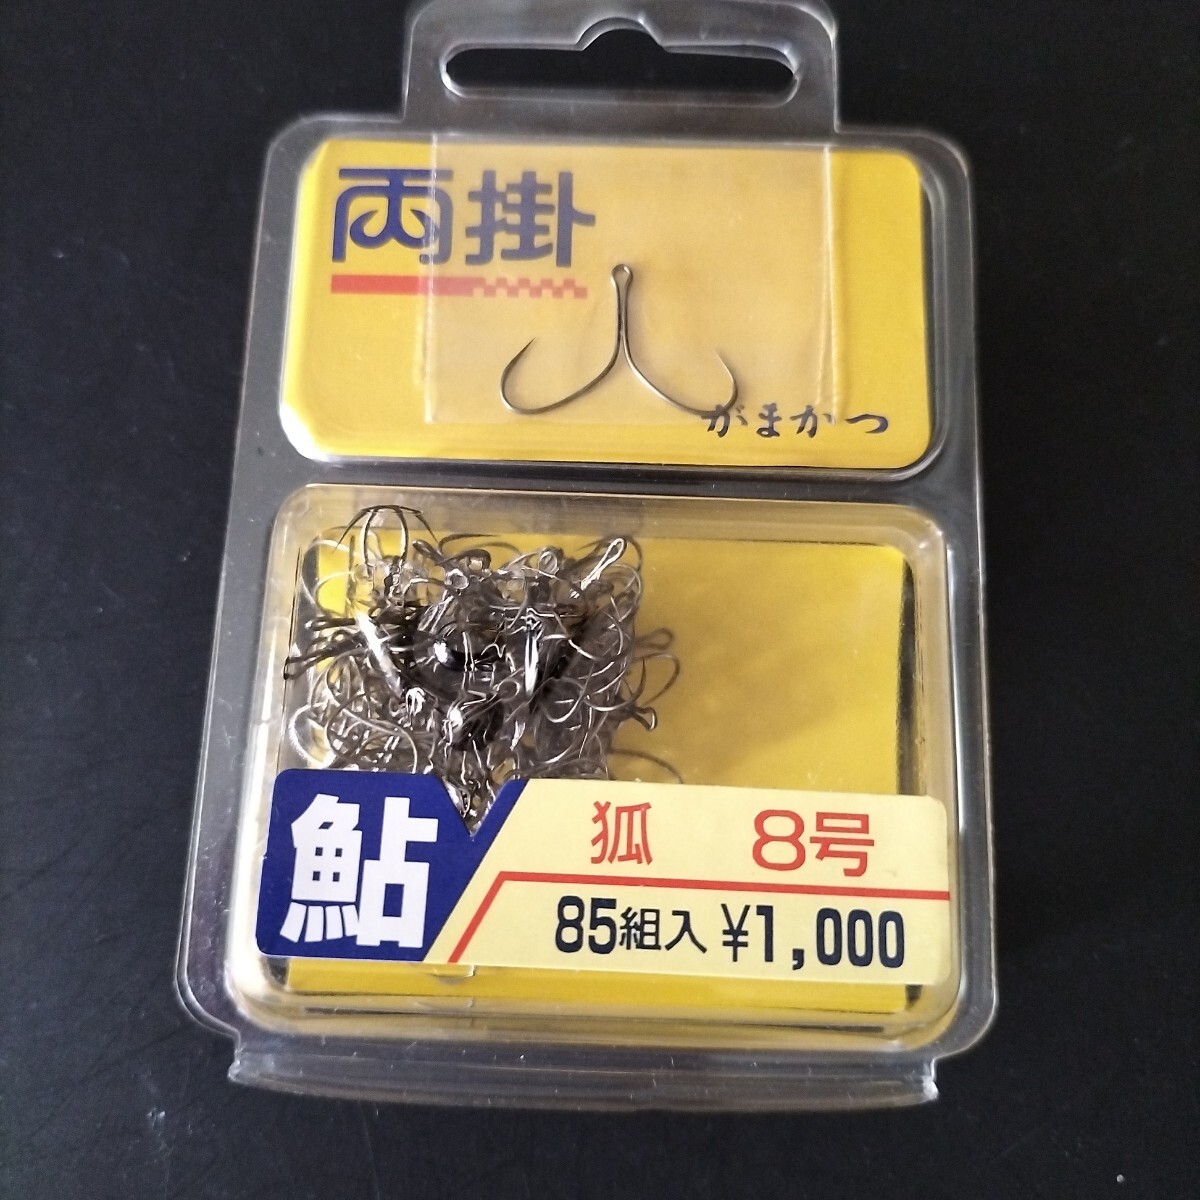 両掛
がまかつ
鮎
狐 8号
85組入 ¥1,000